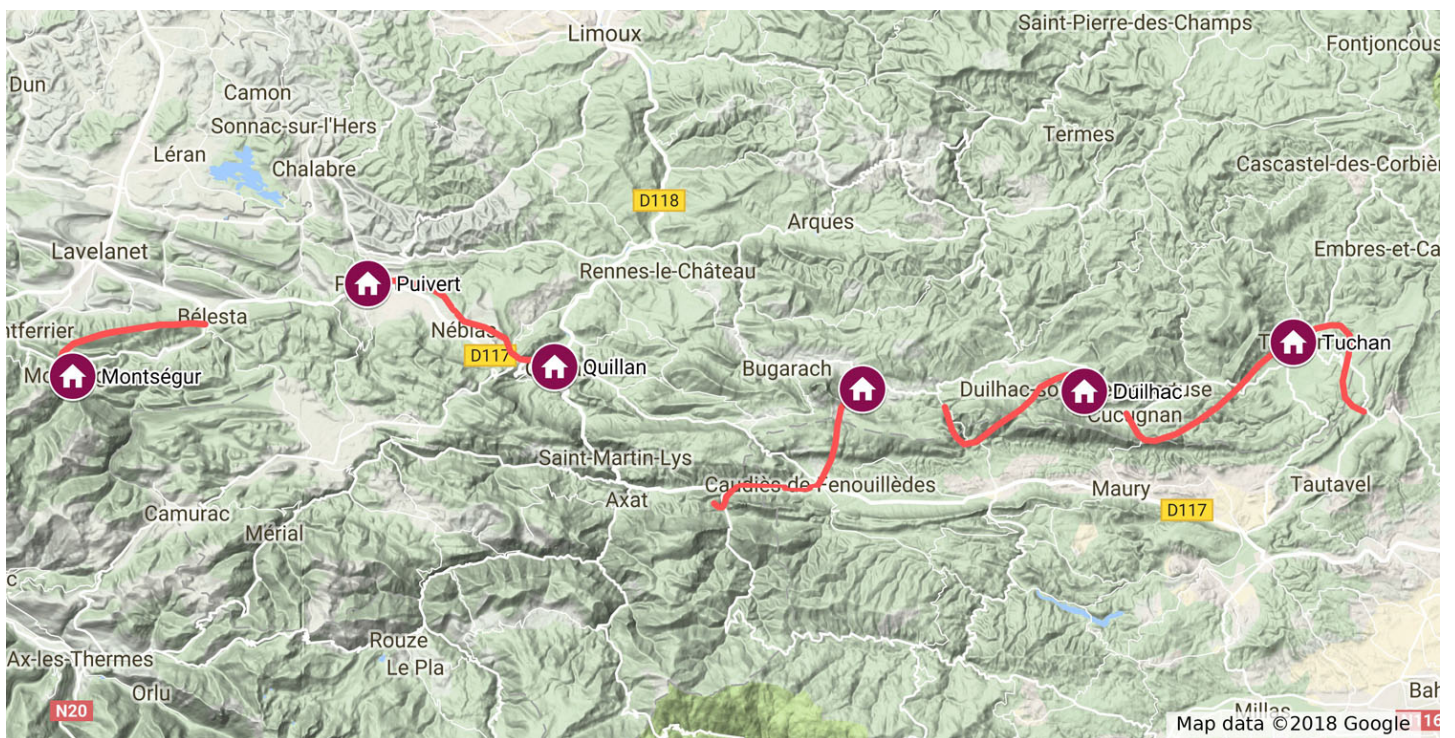 Limoux
Saint-Pierre-des-Champs
Fontjoncous
Dun
Camon
Sonnac-sur-l'Hers
Léran
Chalabre
Termes
Cascastel-des-Corbièr
D118
Arques
Lavelanet
Embres-et-Ca
Rennes-le-Château
Puivert
Bélesta
ntferrier
Nébias
D117
Tuchan
Quillan
Bugarach
Montségur
Duilhac
Cucugnan
Saint-Martin-Lys
Caudiès-de-Fenouillèdes
Axat
Maury
Tautavel
D117
Camurac
Mérial
c
Rouze
Ax-les-Thermes
Le Pla
Orlu
Bah
N20
Millas
Map data ©2018 Google